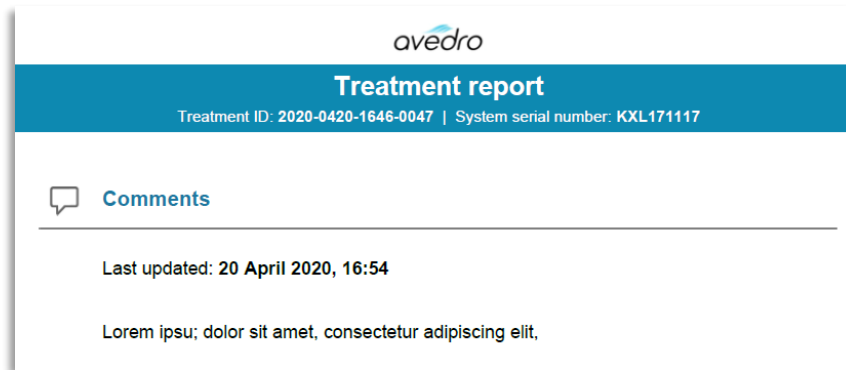 avedro
Treatment report
Treatment ID: 2020-0420-1646-0047 | System serial number: KXL171117
Comments
Last updated: 20 April 2020, 16:54
Lorem ipsu; dolor sit amet, consectetur adipiscing elit,